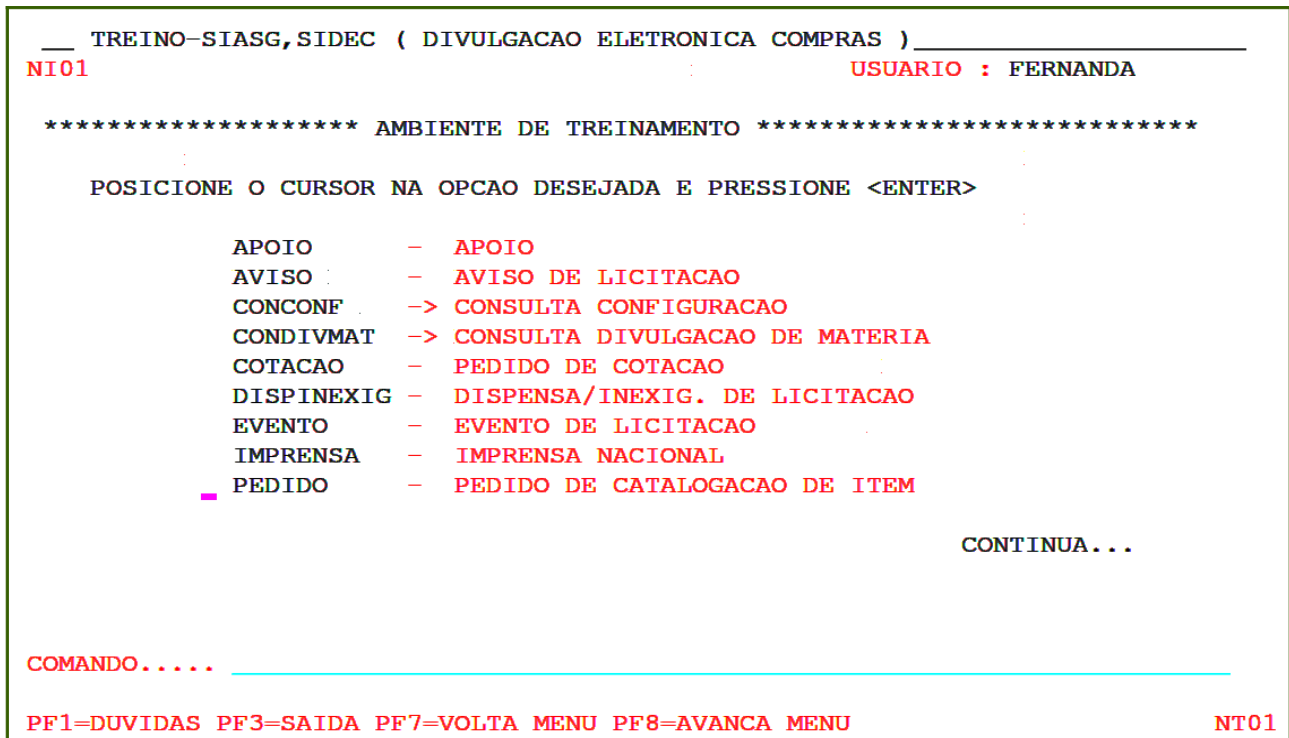 __ TREINO-SIASG,SIDEC ( DIVULGACAO ELETRONICA COMPRAS )_____________________
NI01 USUARIO : FERNANDA
******************** AMBIENTE DE TREINAMENTO ****************************
POSICIONE O CURSOR NA OPCAO DESEJADA E PRESSIONE <ENTER>
APOIO - APOIO
AVISO - AVISO DE LICITACAO
CONCONF -> CONSULTA CONFIGURACAO
CONDIVMAT -> CONSULTA DIVULGACAO DE MATERIA
COTACAO - PEDIDO DE COTACAO
DISPINEXIG - DISPENSA/INEXIG. DE LICITACAO
EVENTO - EVENTO DE LICITACAO
IMPRENSA - IMPRENSA NACIONAL
_ PEDIDO - PEDIDO DE CATALOGACAO DE ITEM
CONTINUA...
COMANDO..... _______________________________________________________________
PF1=DUVIDAS PF3=SAIDA PF7=VOLTA MENU PF8=AVANCA MENU NT01